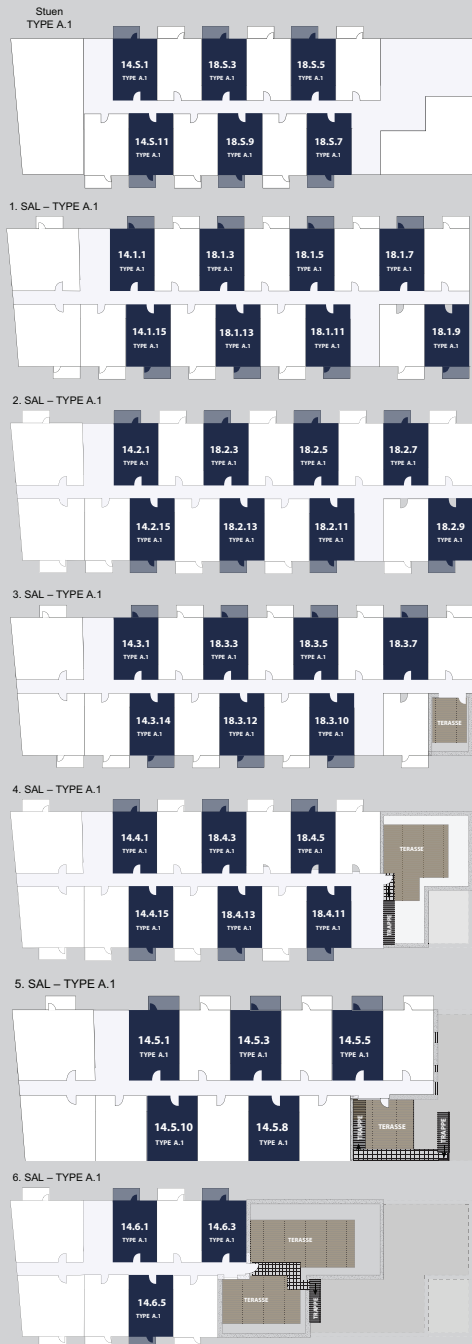 Stuen
TYPE A.1
14.S.1
TYPE A.1
18.S.3
TYPE A.1
18.S.5
TYPE A.1
14.S.11
TYPE A.1
18.S.9
TYPE A.1
18.S.7
TYPE A.1
1. SAL – TYPE A.1
14.1.1
TYPE A.1
18.1.3
TYPE A.1
18.1.5
TYPE A.1
18.1.7
TYPE A.1
14.1.15
TYPE A.1
18.1.13
TYPE A.1
18.1.11
TYPE A.1
18.1.9
TYPE A.1
2. SAL – TYPE A.1
14.2.1
TYPE A.1
18.2.3
TYPE A.1
18.2.5
TYPE A.1
18.2.7
TYPE A.1
14.2.15
TYPE A.1
18.2.13
TYPE A.1
18.2.11
TYPE A.1
18.2.9
TYPE A.1
3. SAL – TYPE A.1
14.3.1
TYPE A.1
18.3.3
TYPE A.1
18.3.5
TYPE A.1
18.3.7
TYPE A.1
14.3.14
TYPE A.1
18.3.12
TYPE A.1
18.3.10
TYPE A.1
TERASSE
4. SAL – TYPE A.1
14.4.1
TYPE A.1
18.4.3
TYPE A.1
18.4.5
TYPE A.1
TERASSE
14.4.15
TYPE A.1
18.4.13
TYPE A.1
18.4.11
TYPE A.1
TRAPPE
5. SAL – TYPE A.1
14.5.1
TYPE A.1
14.5.3
TYPE A.1
14.5.5
TYPE A.1
14.5.10
TYPE A.1
14.5.8
TYPE A.1
TRAPPE
TERASSE
TRAPPE
6. SAL – TYPE A.1
14.6.1
TYPE A.1
14.6.3
TYPE A.1
TERASSE
14.6.5
TYPE A.1
TERASSE
TRAPPE